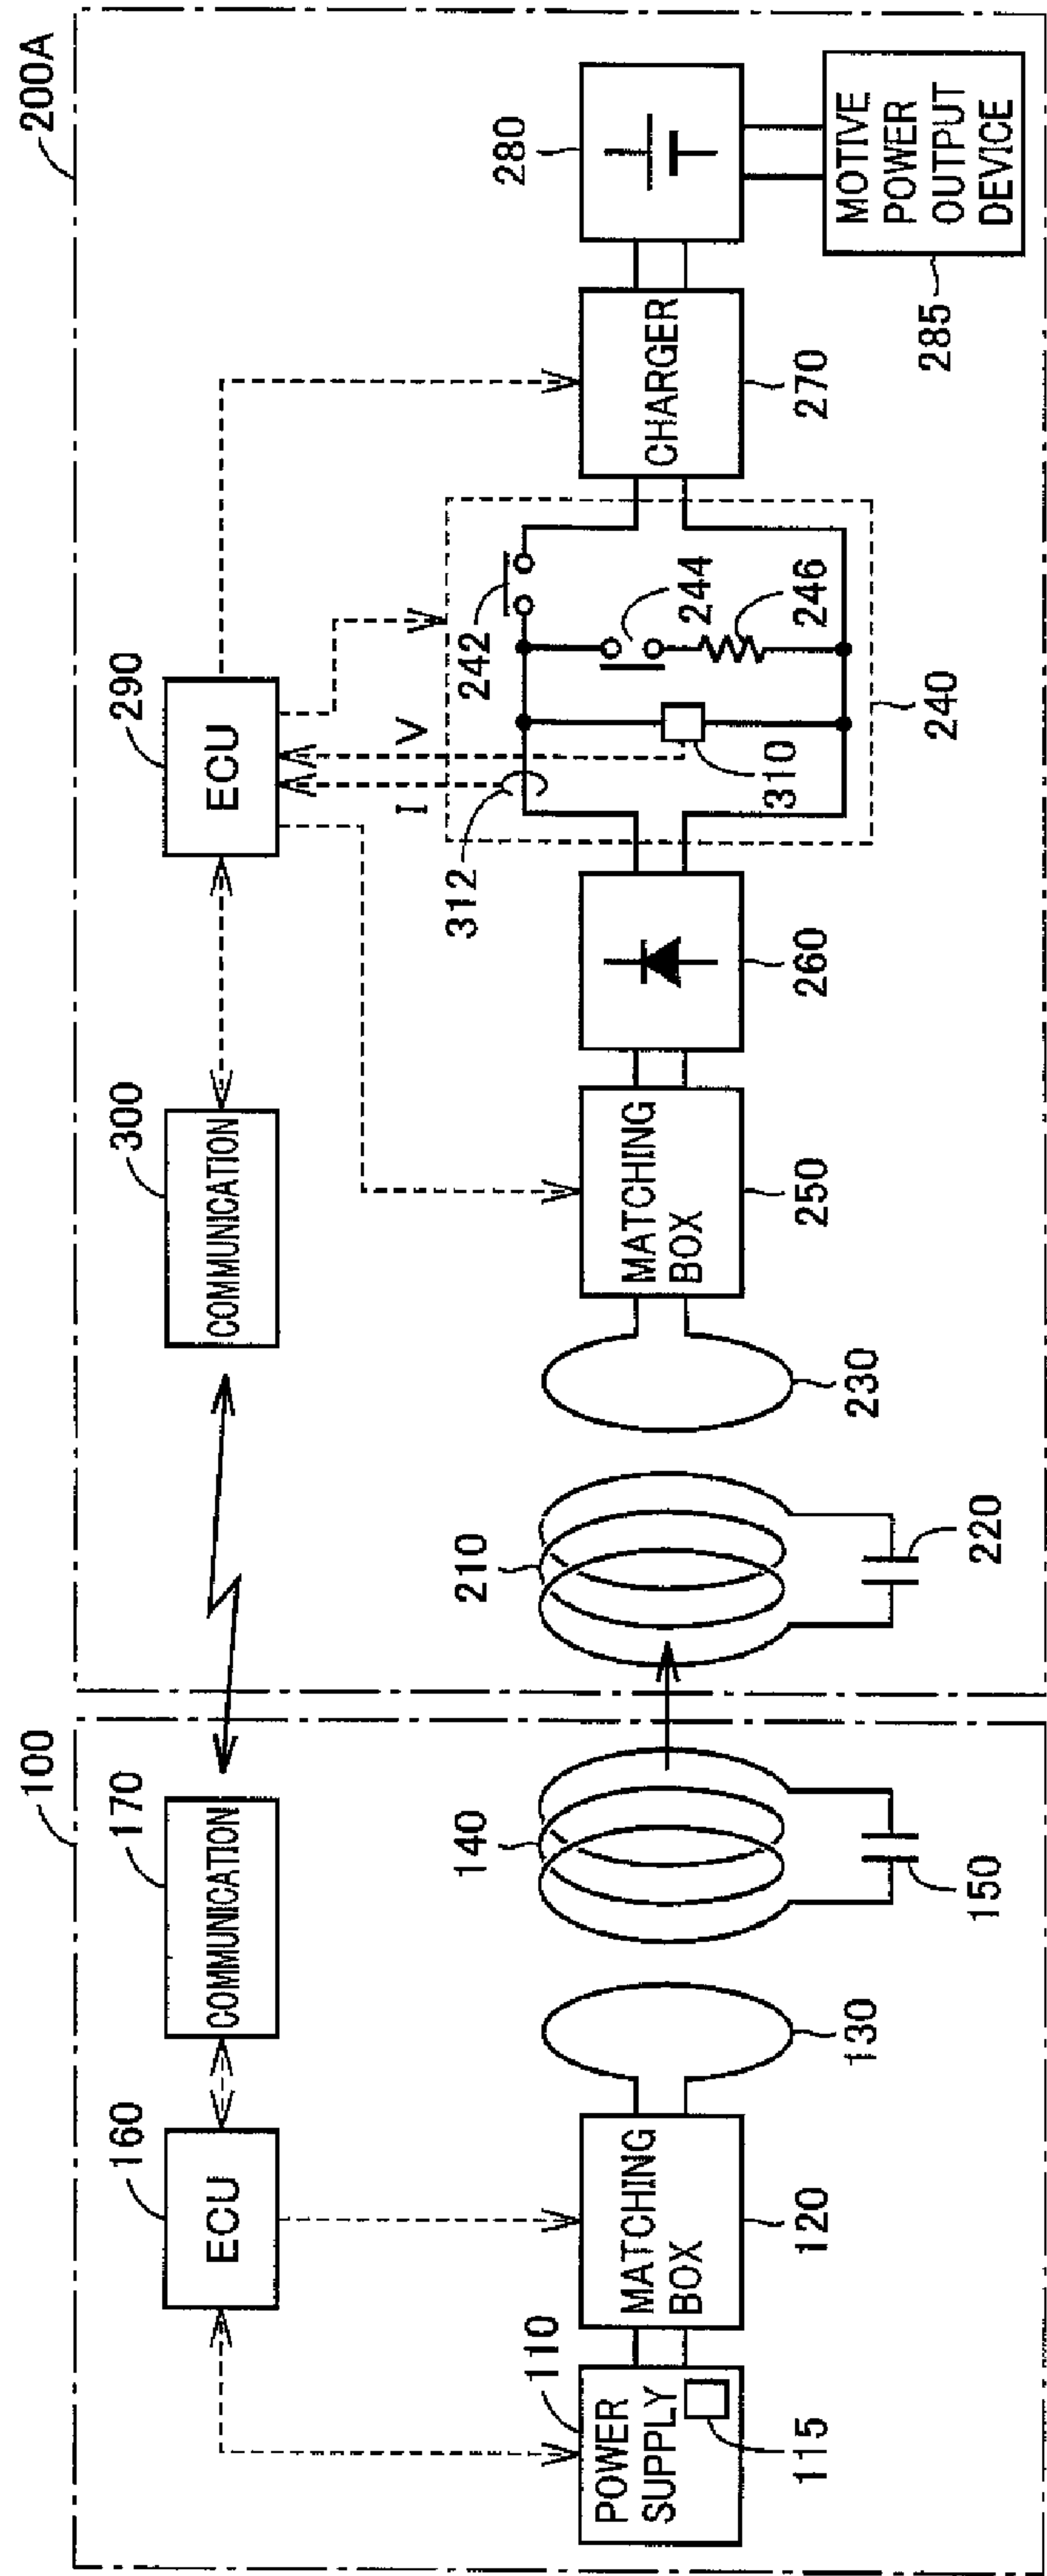 100
200A
160
ECU
170
COMMUNICATION
300
COMMUNICATION
290
ECU
I
V
110
POWER
SUPPLY
115
MATCHING
BOX
120
130
140
150
210
220
230
MATCHING
BOX
250
260
312
310
242
244
246
240
CHARGER
270
280
MOTIVE
POWER
OUTPUT
DEVICE
285